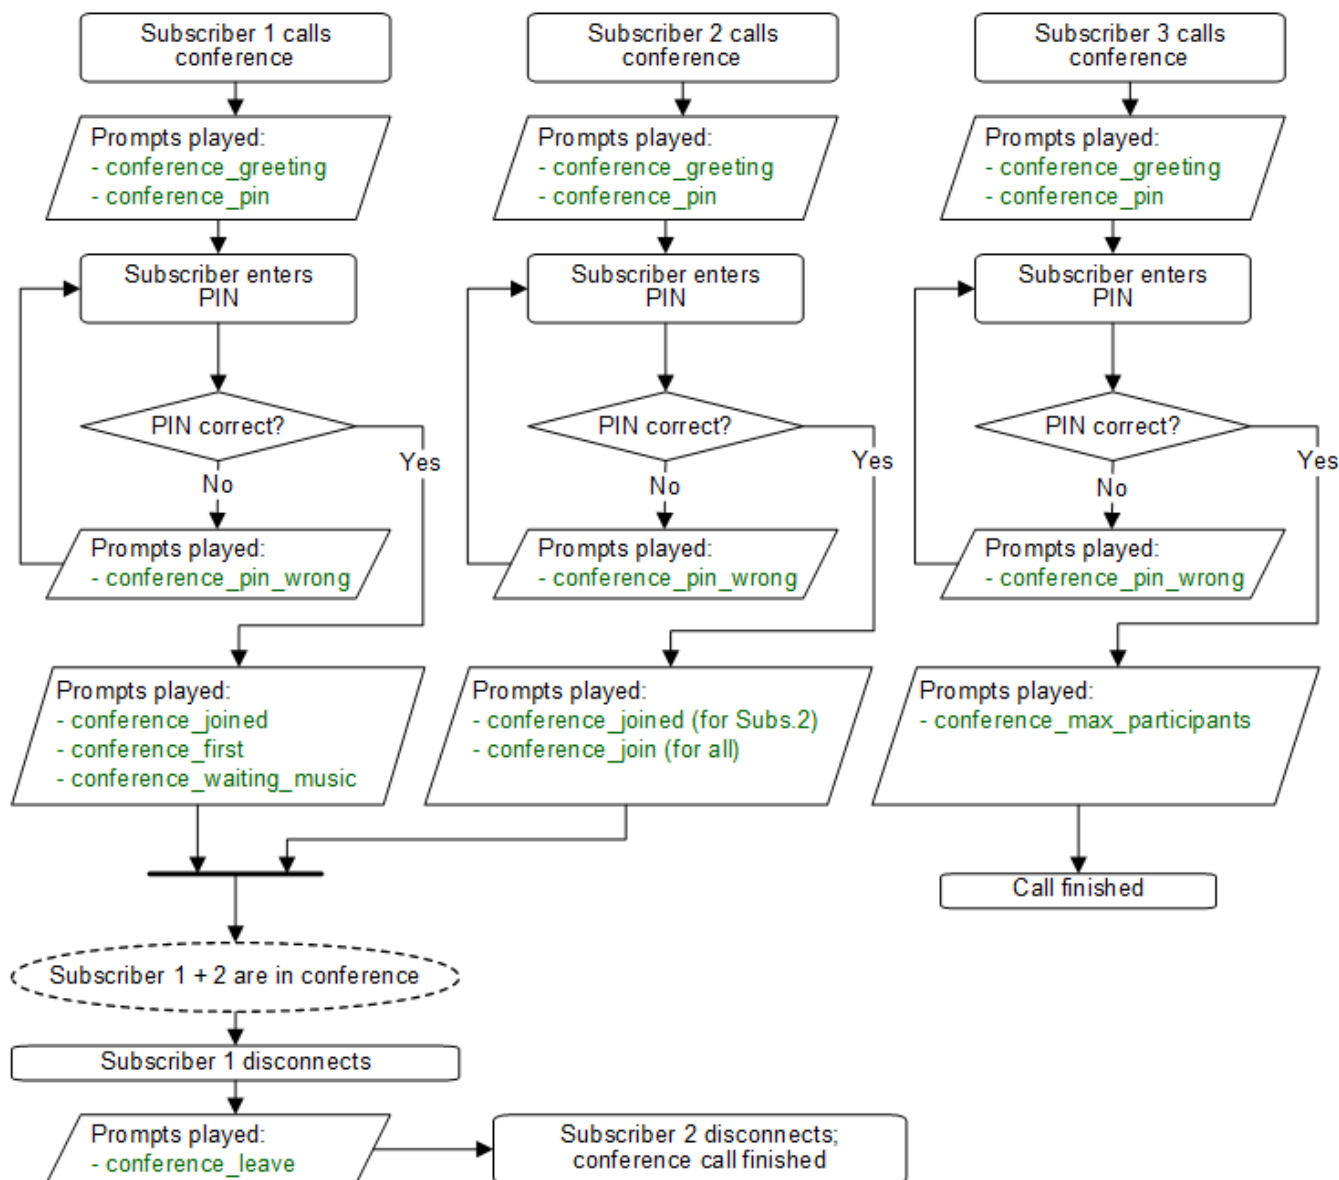 Subscriber 1 calls
conference
Prompts played:
- conference_greeting
- conference_pin
Subscriber enters
PIN
PIN correct?
Yes
No
Prompts played:
- conference_pin_wrong
Prompts played:
- conference_joined
- conference_first
- conference_waiting_music
Subscriber 2 calls
conference
Prompts played:
- conference_greeting
- conference_pin
Subscriber enters
PIN
PIN correct?
Yes
No
Prompts played:
- conference_pin_wrong
Prompts played:
- conference_joined (for Subs.2)
- conference_join (for all)
Subscriber 3 calls
conference
Prompts played:
- conference_greeting
- conference_pin
Subscriber enters
PIN
PIN correct?
Yes
No
Prompts played:
- conference_pin_wrong
Prompts played:
- conference_max_participants
Call finished
Subscriber 1 + 2 are in conference
Subscriber 1 disconnects
Prompts played:
- conference_leave
Subscriber 2 disconnects;
conference call finished